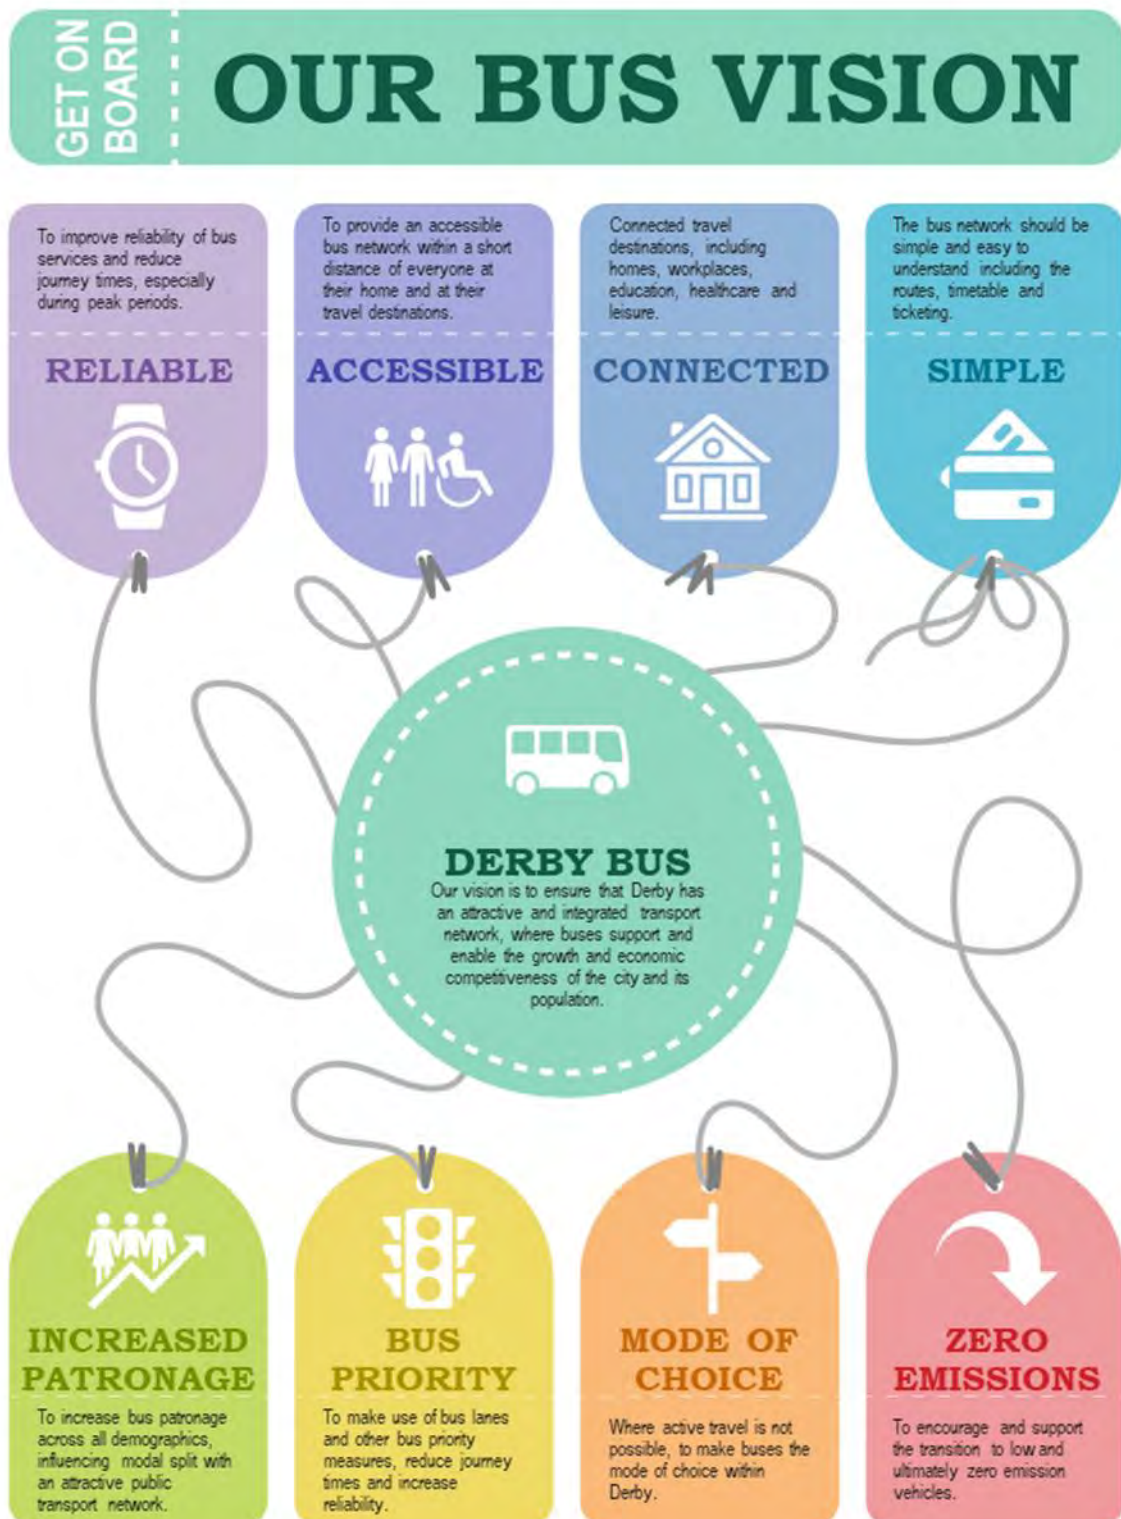 GET ON
BOARD
OUR BUS VISION
To improve reliability of bus
services and reduce
journey times, especially
during peak periods.
RELIABLE
To provide an accessible
bus network within a short
distance of everyone at
their home and at their
travel destinations.
ACCESSIBLE
Connected travel
destinations, including
homes, workplaces,
education, healthcare and
leisure.
CONNECTED
The bus network should be
simple and easy to
understand including the
routes, timetable and
ticketing.
SIMPLE
DERBY BUS
Our vision is to ensure that Derby has
an attractive and integrated transport
network, where buses support and
enable the growth and economic
competitiveness of the city and its
population.
INCREASED
PATRONAGE
To increase bus patronage
across all demographics,
influencing modal split with
an attractive public
transport network.
BUS
PRIORITY
To make use of bus lanes
and other bus priority
measures, reduce journey
times and increase
reliability.
MODE OF
CHOICE
Where active travel is not
possible, to make buses the
mode of choice within
Derby.
ZERO
EMISSIONS
To encourage and support
the transition to low and
ultimately zero emission
vehicles.